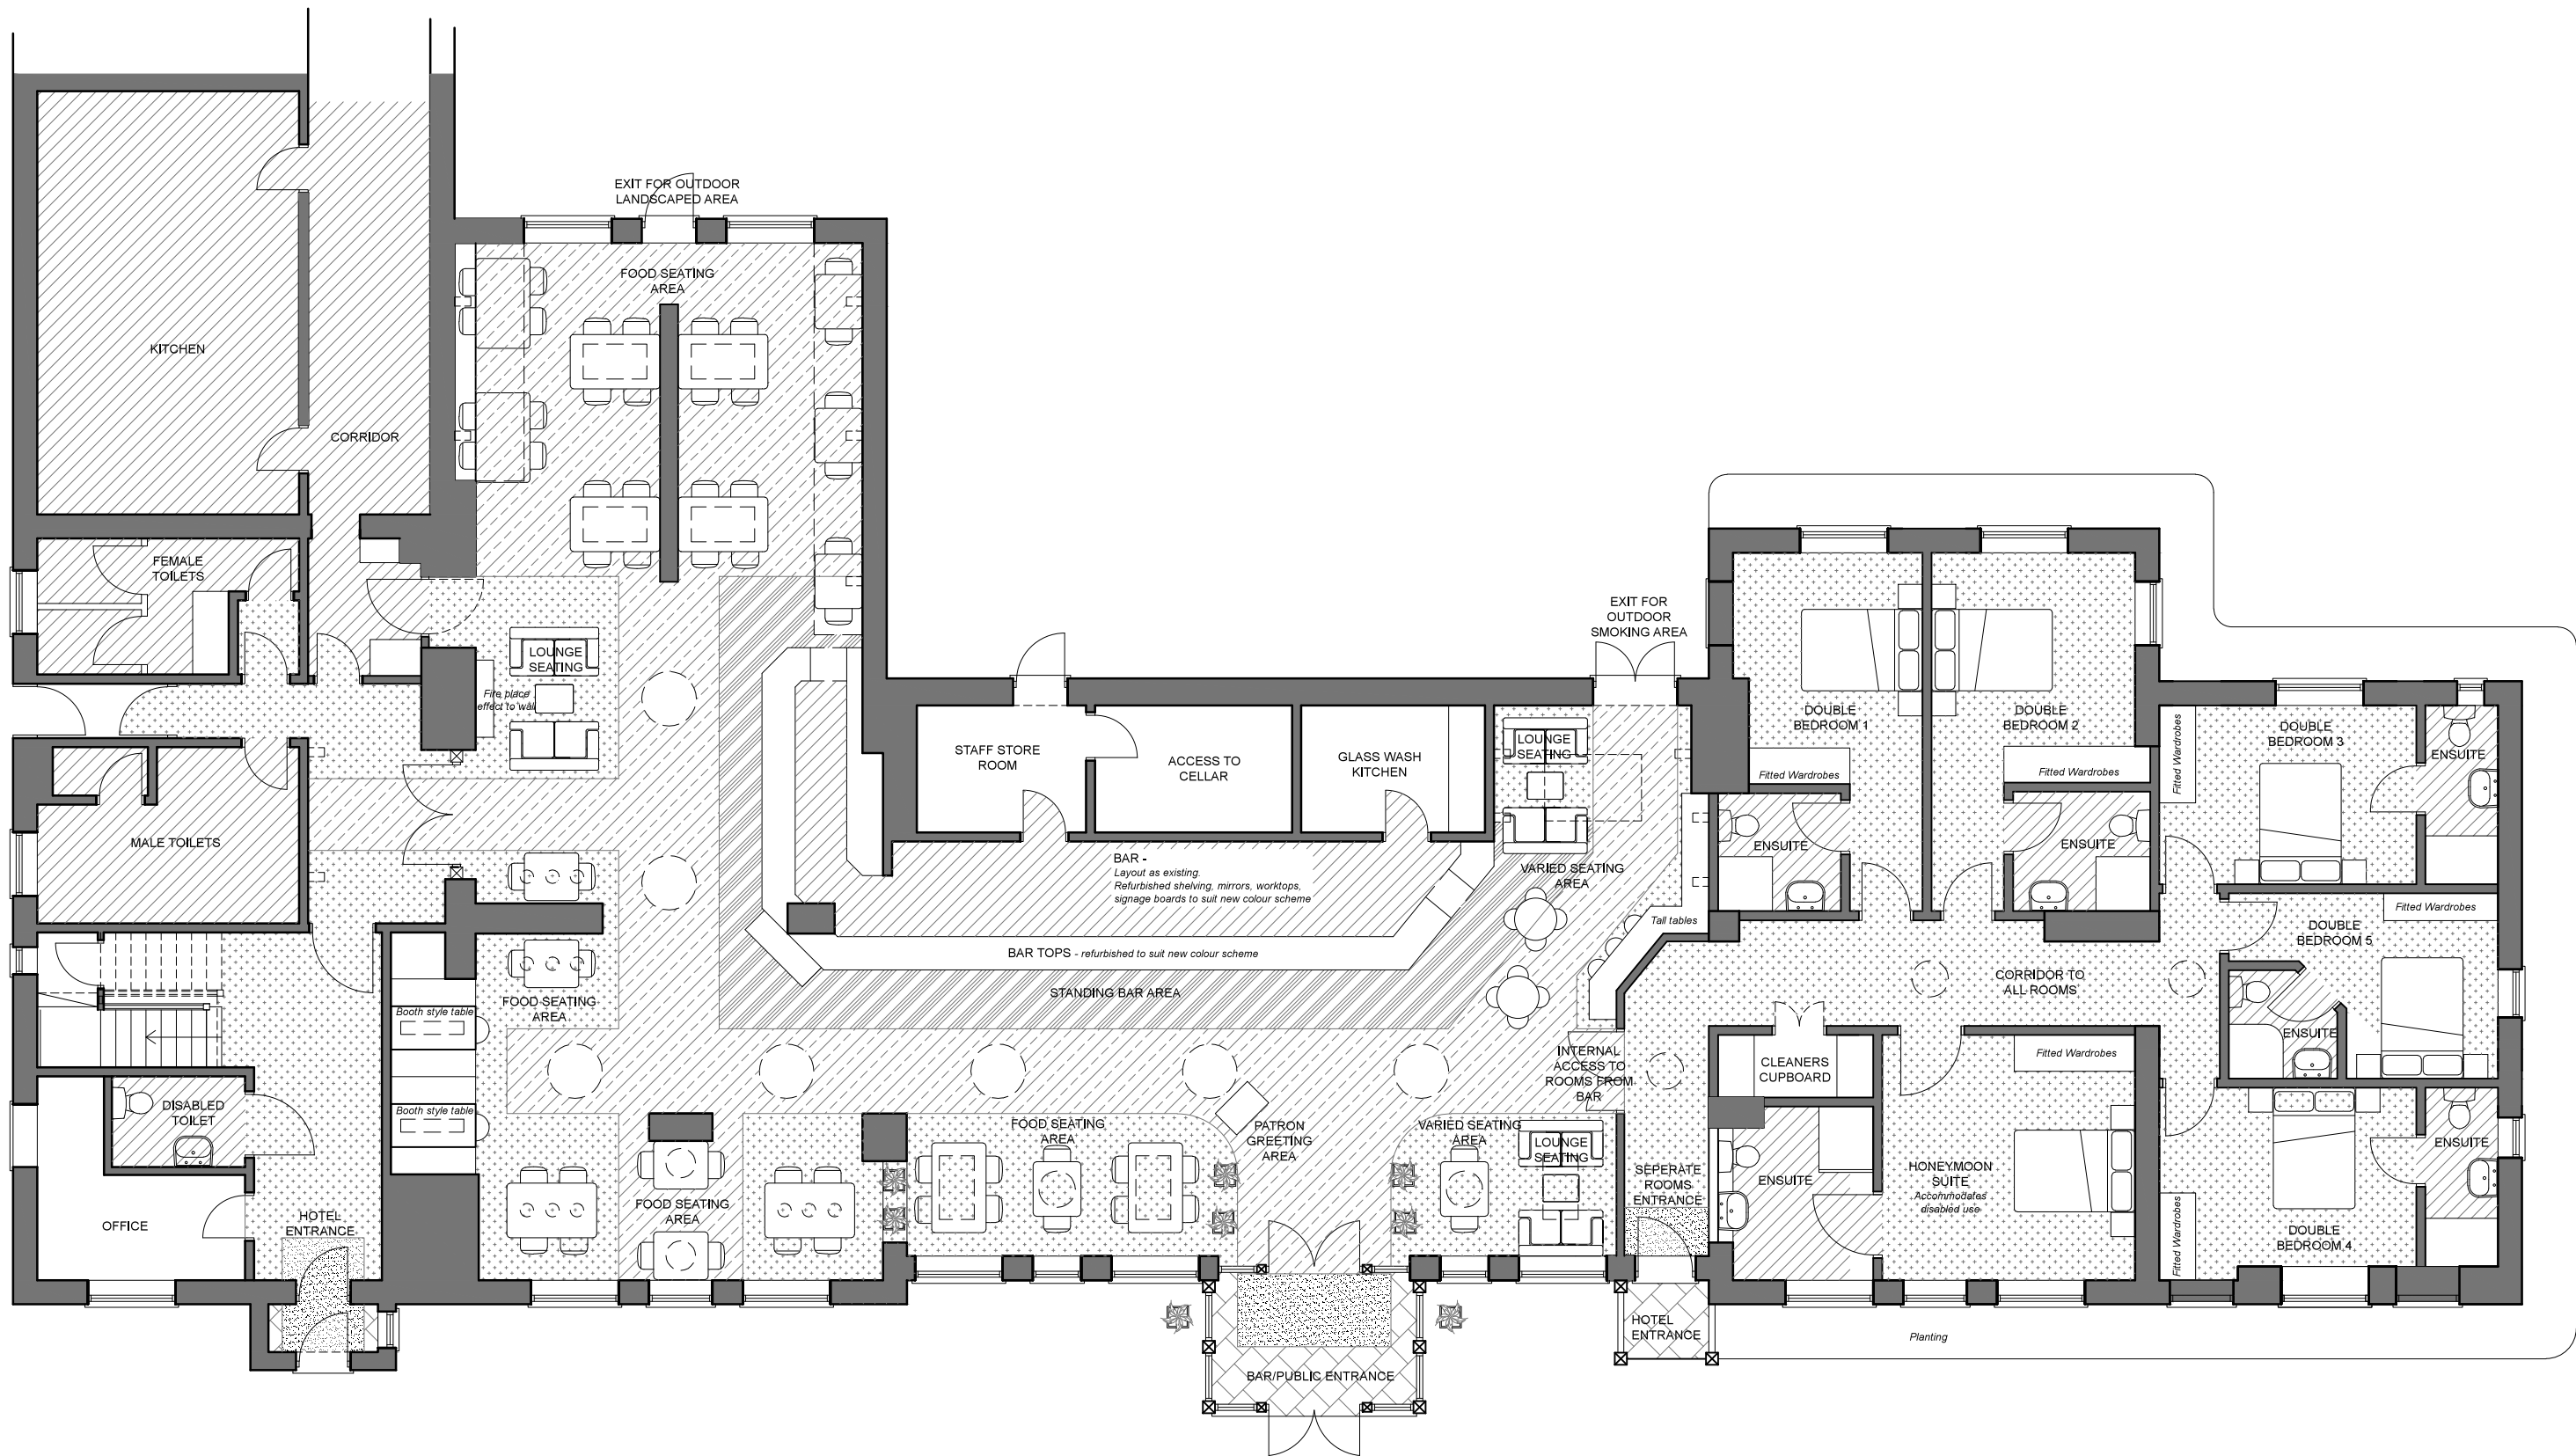 EXIT FOR OUTDOOR
LANDSCAPED AREA
FOOD SEATING
AREA
KITCHEN
CORRIDOR
FEMALE
TOILETS
LOUNGE
SEATING
Fire place
effect to wall
MALE TOILETS
STAFF STORE
ROOM
ACCESS TO
CELLAR
GLASS WASH
KITCHEN
LOUNGE
SEATING
EXIT FOR
OUTDOOR
SMOKING AREA
BAR -
Layout as existing.
Refurbished shelving, mirrors, worktops,
signage boards to suit new colour scheme
VARIED SEATING
AREA
Tall tables
BAR TOPS - refurbished to suit new colour scheme
STANDING BAR AREA
FOOD SEATING
AREA
Booth style table
Booth style table
DISABLED
TOILET
OFFICE
HOTEL
ENTRANCE
FOOD SEATING
AREA
FOOD SEATING
AREA
PATRON
GREETING
AREA
VARIED SEATING
AREA
LOUNGE
SEATING
INTERNAL
ACCESS TO
ROOMS FROM
BAR
SEPERATE
ROOMS
ENTRANCE
HOTEL
ENTRANCE
BAR/PUBLIC ENTRANCE
DOUBLE
BEDROOM 1
Fitted Wardrobes
ENSUITE
DOUBLE
BEDROOM 2
Fitted Wardrobes
ENSUITE
DOUBLE
BEDROOM 3
Fitted Wardrobes
ENSUITE
Fitted Wardrobes
DOUBLE
BEDROOM 5
ENSUITE
CORRIDOR TO
ALL ROOMS
CLEANERS
CUPBOARD
Fitted Wardrobes
HONEYMOON
SUITE
Accommodates
disabled use
ENSUITE
ENSUITE
Fitted Wardrobes
DOUBLE
BEDROOM 4
Planting